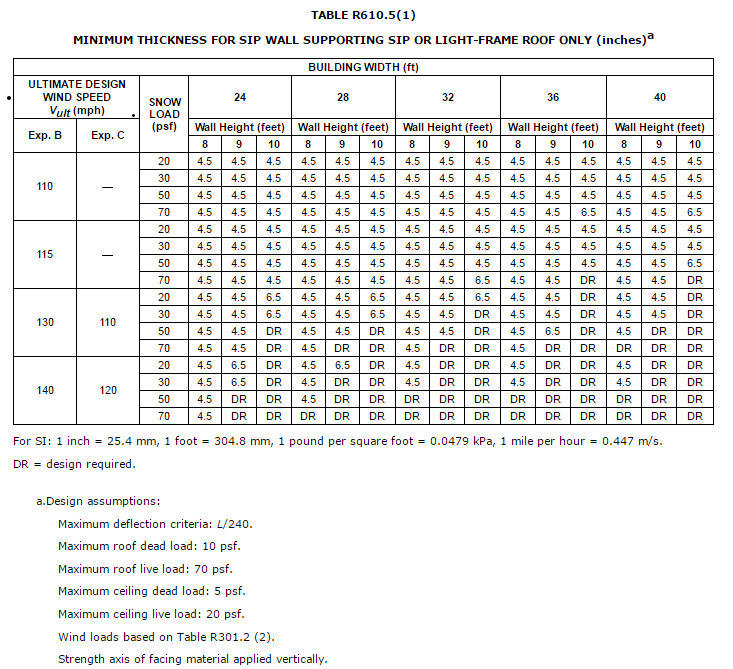 TABLE R610.5(1)
MINIMUM THICKNESS FOR SIP WALL SUPPORTING SIP OR LIGHT-FRAME ROOF ONLY (inches)a
BUILDING WIDTH (ft)
ULTIMATE DESIGN WIND SPEED Vult (mph) SNOW LOAD (psf) 24 28 32 36 40
Wall Height (feet) Wall Height (feet) Wall Height (feet) Wall Height (feet) Wall Height (feet)
Exp. B Exp. C 8 9 10 8 9 10 8 9 10 8 9 10 8 9 10
110 — 20 4.5 4.5 4.5 4.5 4.5 4.5 4.5 4.5 4.5 4.5 4.5 4.5 4.5 4.5 4.5
30 4.5 4.5 4.5 4.5 4.5 4.5 4.5 4.5 4.5 4.5 4.5 4.5 4.5 4.5 4.5
50 4.5 4.5 4.5 4.5 4.5 4.5 4.5 4.5 4.5 4.5 4.5 4.5 4.5 4.5 4.5
70 4.5 4.5 4.5 4.5 4.5 4.5 4.5 4.5 4.5 4.5 4.5 6.5 4.5 4.5 6.5
115 — 20 4.5 4.5 4.5 4.5 4.5 4.5 4.5 4.5 4.5 4.5 4.5 4.5 4.5 4.5 4.5
30 4.5 4.5 4.5 4.5 4.5 4.5 4.5 4.5 4.5 4.5 4.5 4.5 4.5 4.5 4.5
50 4.5 4.5 4.5 4.5 4.5 4.5 4.5 4.5 4.5 4.5 4.5 4.5 4.5 4.5 6.5
70 4.5 4.5 4.5 4.5 4.5 4.5 4.5 4.5 6.5 4.5 4.5 DR 4.5 4.5 DR
130 110 20 4.5 4.5 6.5 4.5 4.5 6.5 4.5 4.5 6.5 4.5 4.5 DR 4.5 4.5 DR
30 4.5 4.5 6.5 4.5 4.5 6.5 4.5 4.5 DR 4.5 4.5 DR 4.5 4.5 DR
50 4.5 4.5 DR 4.5 4.5 DR 4.5 4.5 DR 4.5 6.5 DR 4.5 DR DR
70 4.5 4.5 DR 4.5 DR DR 4.5 DR DR 4.5 DR DR DR DR DR
140 120 20 4.5 6.5 DR 4.5 6.5 DR 4.5 DR DR 4.5 DR DR 4.5 DR DR
30 4.5 6.5 DR 4.5 DR DR 4.5 DR DR 4.5 DR DR 4.5 DR DR
50 4.5 DR DR 4.5 DR DR DR DR DR DR DR DR DR DR DR
70 4.5 DR DR DR DR DR DR DR DR DR DR DR DR DR DR
For SI: 1 inch = 25.4 mm, 1 foot = 304.8 mm, 1 pound per square foot = 0.0479 kPa, 1 mile per hour = 0.447 m/s.
DR = design required.
a.Design assumptions:
Maximum deflection criteria: L/240.
Maximum roof dead load: 10 psf.
Maximum roof live load: 70 psf.
Maximum ceiling dead load: 5 psf.
Maximum ceiling live load: 20 psf.
Wind loads based on Table R301.2 (2).
Strength axis of facing material applied vertically.